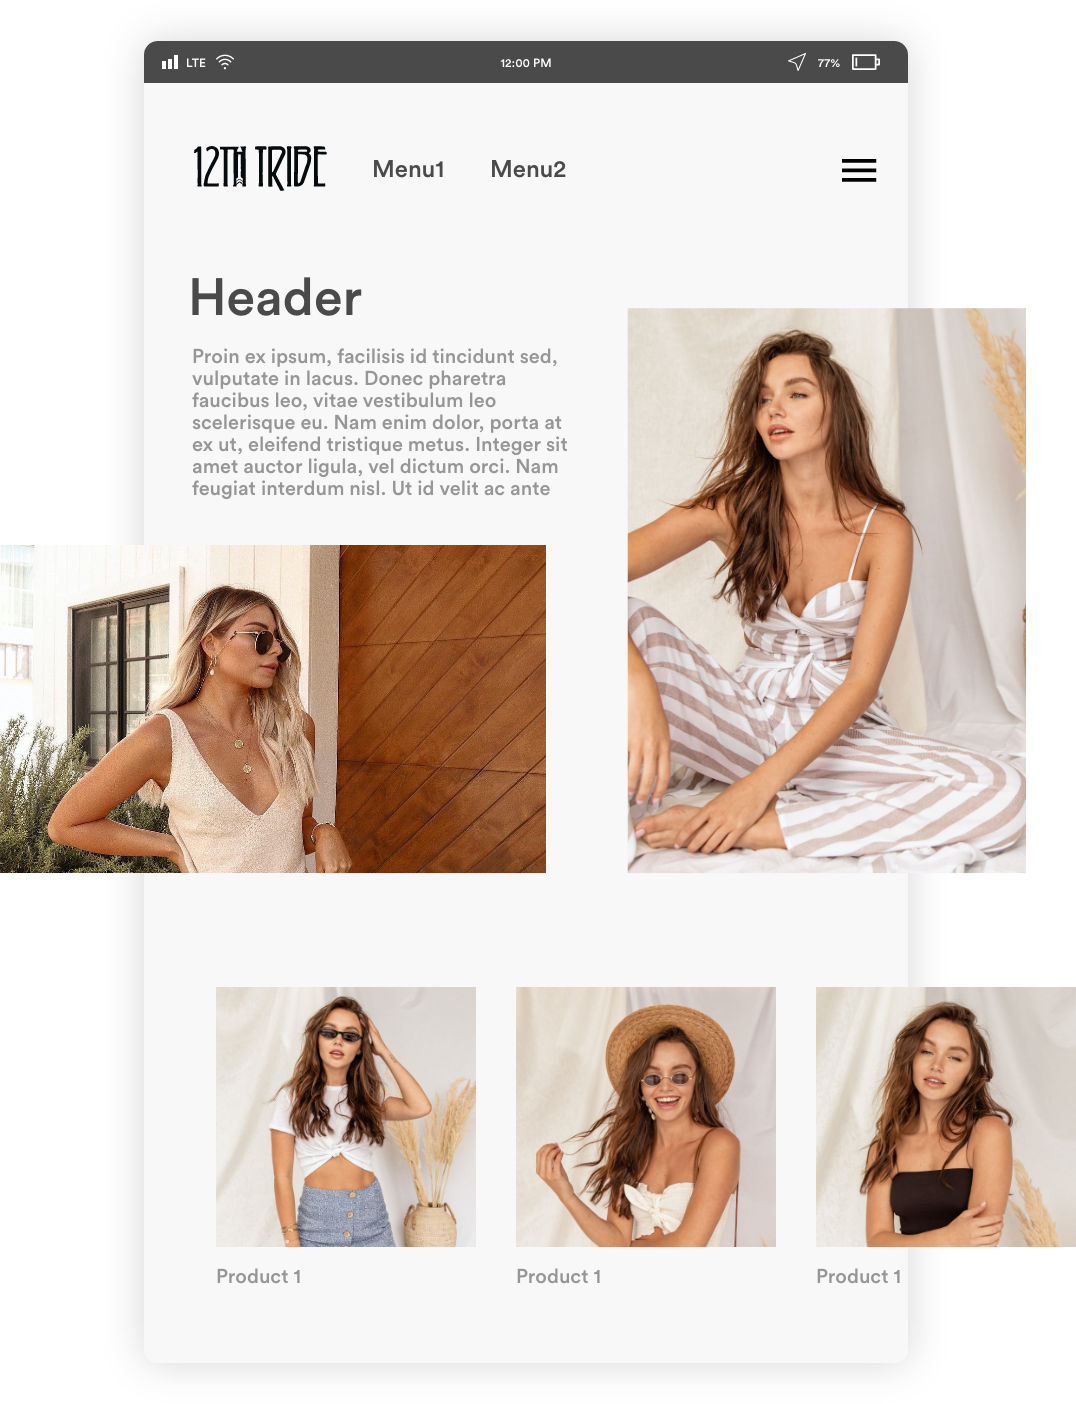 LTE
12:00 PM
77%
12TH TRIBE
Menu1
Menu2
Header
Proin ex ipsum, facilisis id tincidunt sed,
vulputate in lacus. Donec pharetra
faucibus leo, vitae vestibulum leo
scelerisque eu. Nam enim dolor, porta at
ex ut, eleifend tristique metus. Integer sit
amet auctor ligula, vel dictum orci. Nam
feugiat interdum nisl. Ut id velit ac ante
Product 1
Product 1
Product 1